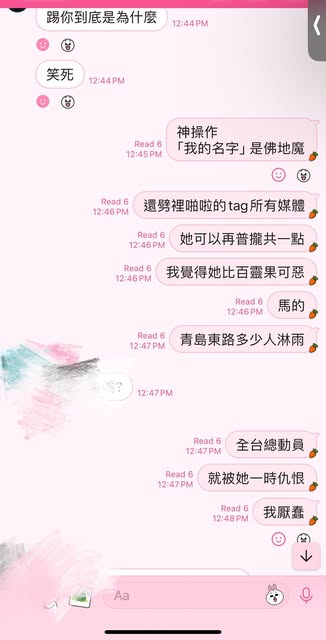 踢你到底是為什麼
12:44 PM
笑死
12:44 PM
神操作
「我的名字」是佛地魔
Read 6
12:45 PM
還劈裡啪啦的tag所有媒體
Read 6
12:46 PM
她可以再普攏共一點
Read 6
12:46 PM
我覺得她比百靈果可惡
Read 6
12:46 PM
馬的
Read 6
12:46 PM
青島東路多少人淋雨
Read 6
12:47 PM
嗎?
12:47 PM
全台總動員
Read 6
12:47 PM
就被她一時仇恨
Read 6
12:47 PM
我厭蠢
Read 6
12:48 PM
Aa